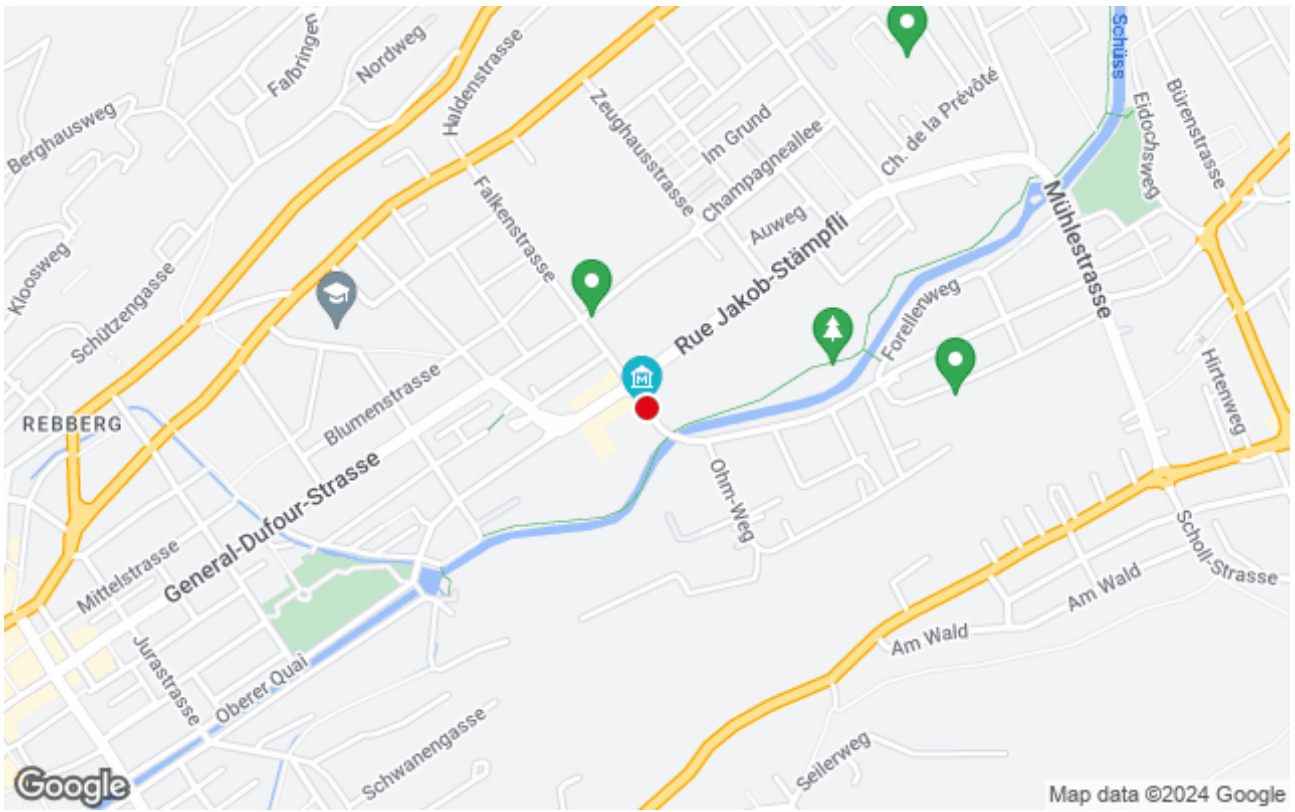 Schüss
Falbringen
Nordweg
Haldenstrasse
Berghausweg
Zeughausstrasse
Im Grund
Champagneallee
Ch. de la Prévôté
Eidochsweg
Bürenstrasse
Falkenstrasse
Auweg
Mühlestrasse
Kloosweg
Schützengasse
Rue Jakob-Stämpfli
Forellenweg
Hirtenweg
M
REBBERG
Blumenstrasse
General-Dufour-Strasse
Ohm-Weg
Mittelstrasse
Scholl-Strasse
Am Wald
Am Wald
Jurastrasse
Oberer Quai
Schwanengasse
Seilerweg
Google
Map data ©2024 Google